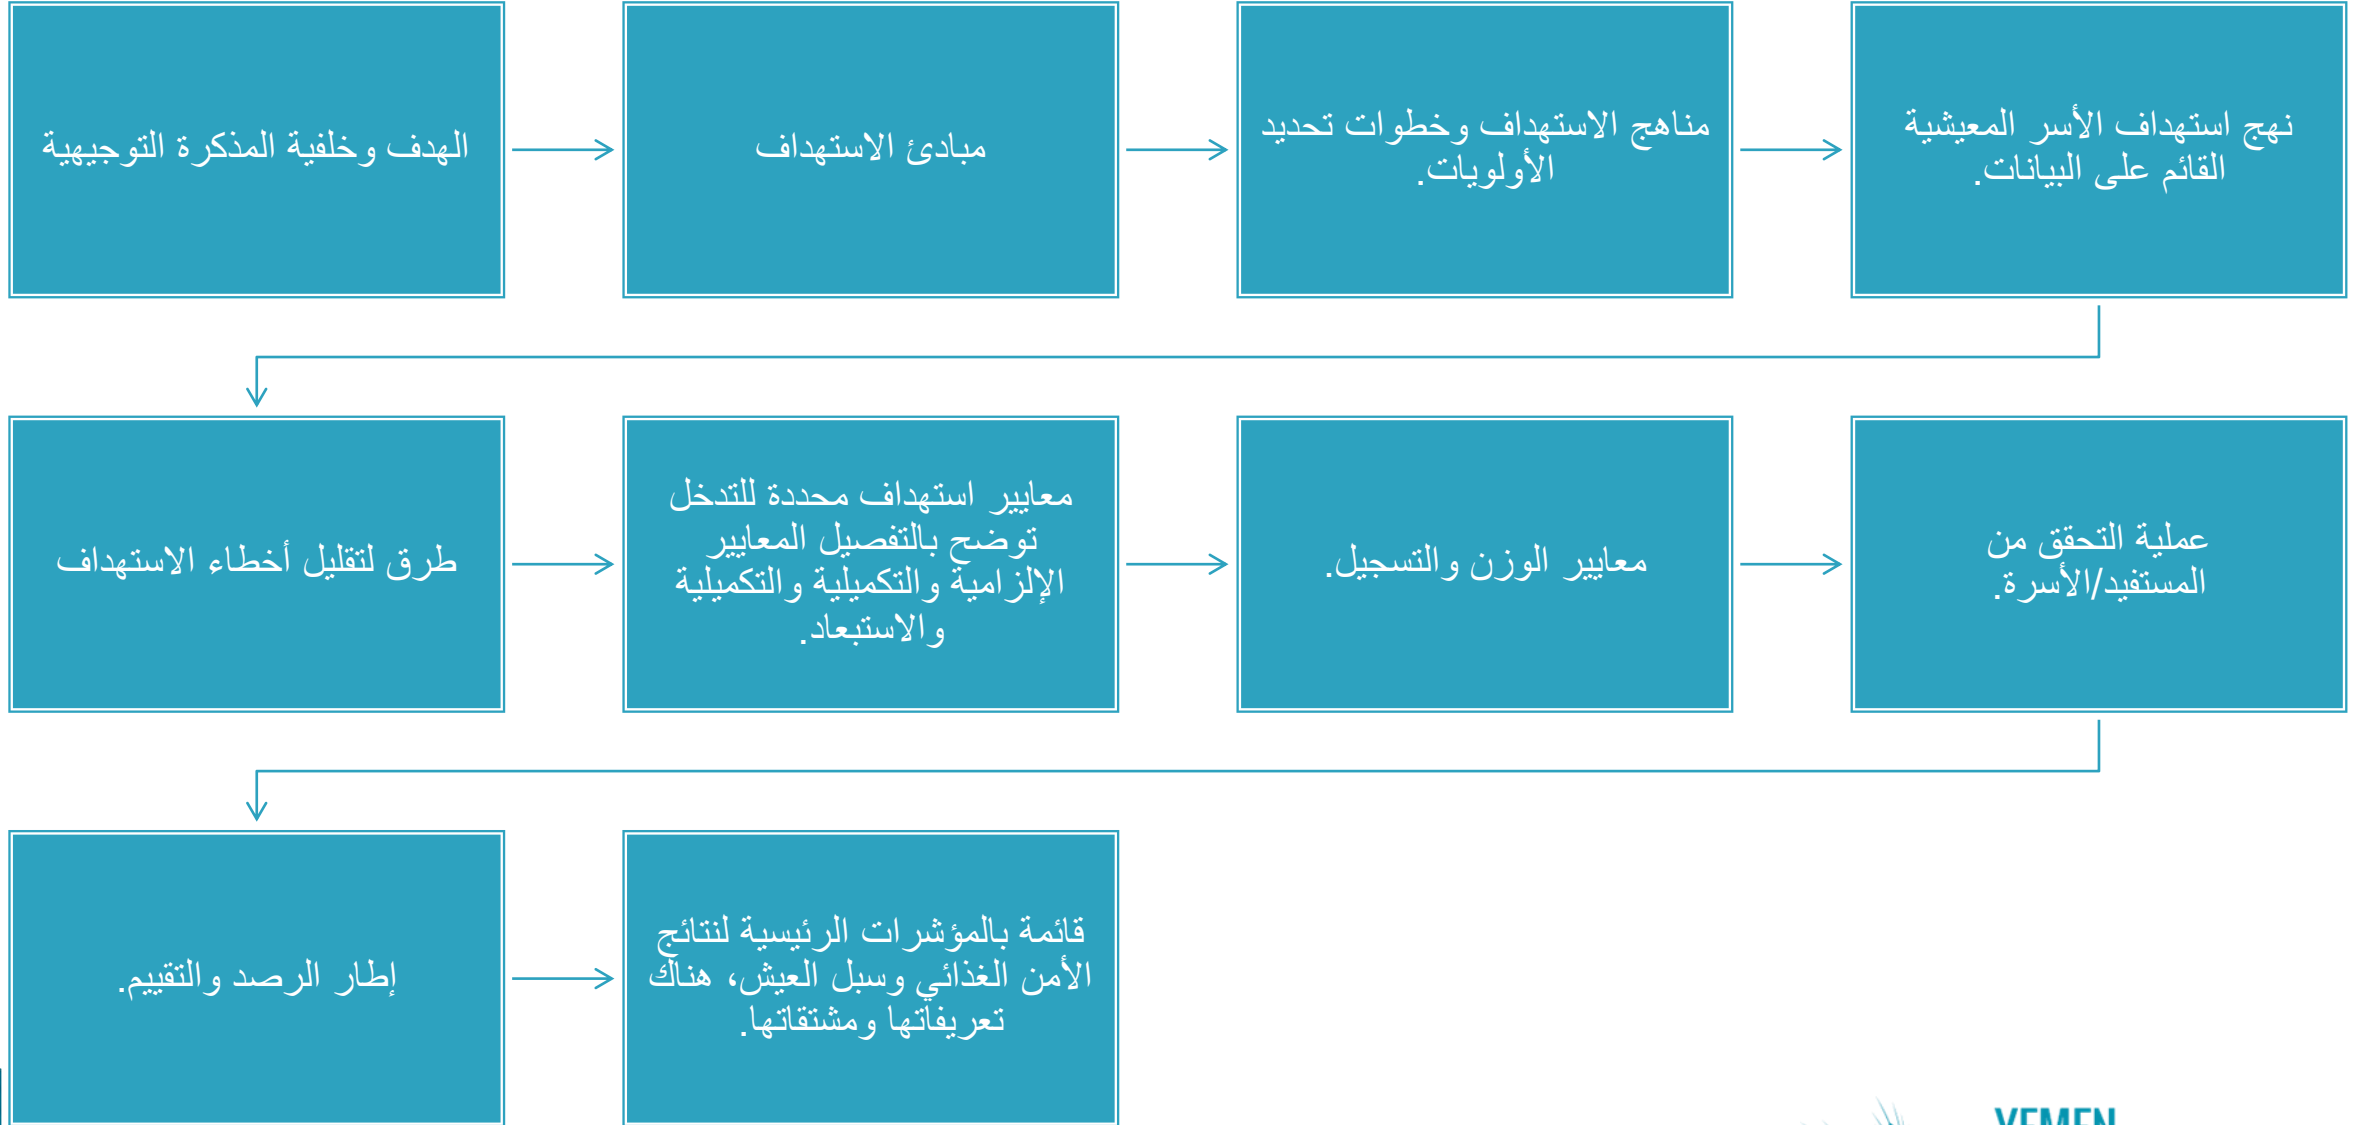 الهدف وخلفية المذكرة التوجيهية
مبادئ الاستهداف
مناهج الاستهداف وخطوات تحديد
الأولويات.
نهج استهداف الأسر المعيشية
القائم على البيانات.
طرق لتقليل أخطاء الاستهداف
معايير استهداف محددة للتدخل
توضح بالتفصيل المعايير
الإلزامية والتكميلية والتكميلية
والاستبعاد.
معايير الوزن والتسجيل.
عملية التحقق من
المستفيد/الأسرة.
إطار الرصد والتقييم.
قائمة بالمؤشرات الرئيسية لنتائج
الأمن الغذائي وسبل العيش، هناك
تعريفاتها ومشتقاتها.
YEMEN